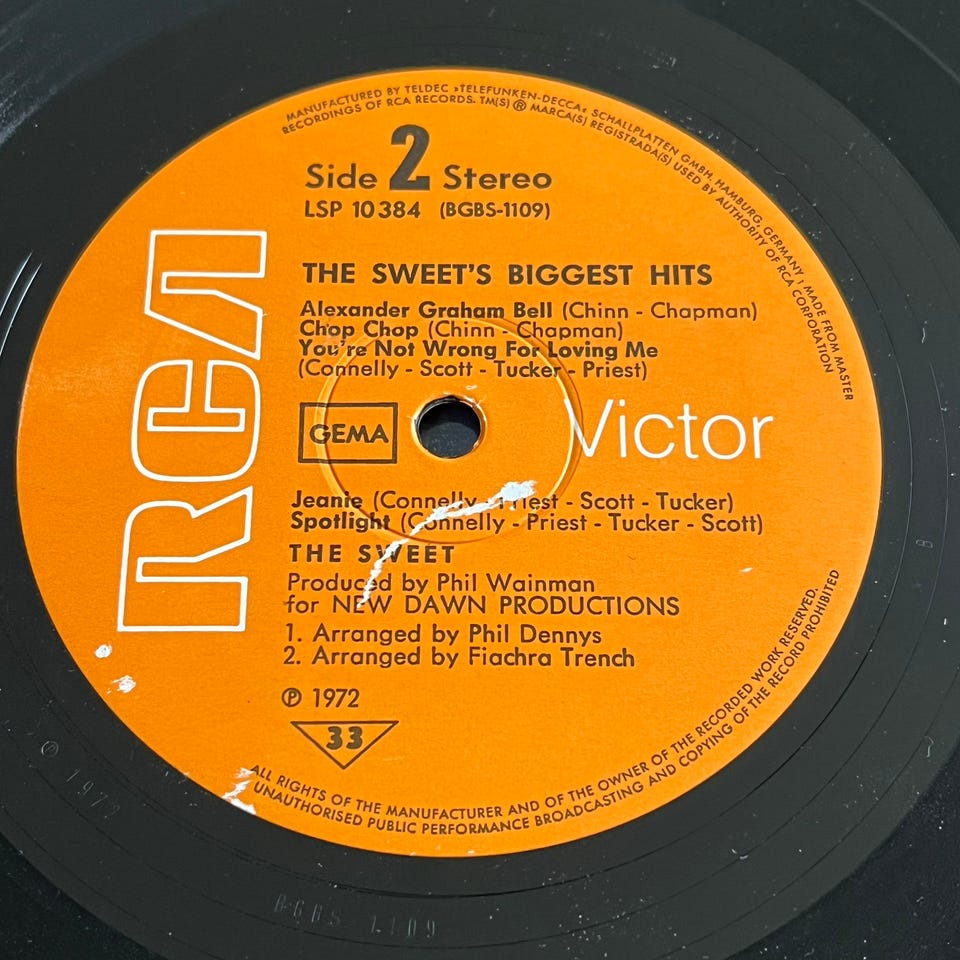 MANUFACTURED BY TELDEC »TELEFUNKEN-DECCA« SCHALLPLATTEN GMBH, HAMBURG, GERMANY , MADE FROM MASTER
RECORDINGS OF RCA RECORDS. TM(S) ® MARCA(S) REGISTRADA(S) USED BY AUTHORITY OF RCA CORPORATION
Side 2 Stereo
LSP 10384 (BGBS-1109)
RCA
THE SWEET'S BIGGEST HITS
Alexander Graham Bell (Chinn - Chapman)
Chop Chop (Chinn - Chapman)
You're Not Wrong For Loving Me
(Connelly - Scott - Tucker - Priest)
GEMA
Victor
Jeanie (Connelly - Priest - Scott - Tucker)
Spotlight (Connelly - Priest - Tucker - Scott)
THE SWEET
Produced by Phil Wainman
for NEW DAWN PRODUCTIONS
1. Arranged by Phil Dennys
2. Arranged by Fiachra Trench
℗ 1972
33
ALL RIGHTS OF THE MANUFACTURER AND OF THE OWNER OF THE RECORDED WORK RESERVED.
UNAUTHORISED PUBLIC PERFORMANCE BROADCASTING AND COPYING OF THE RECORD PROHIBITED
℗ 1972
BGBS 1109
B